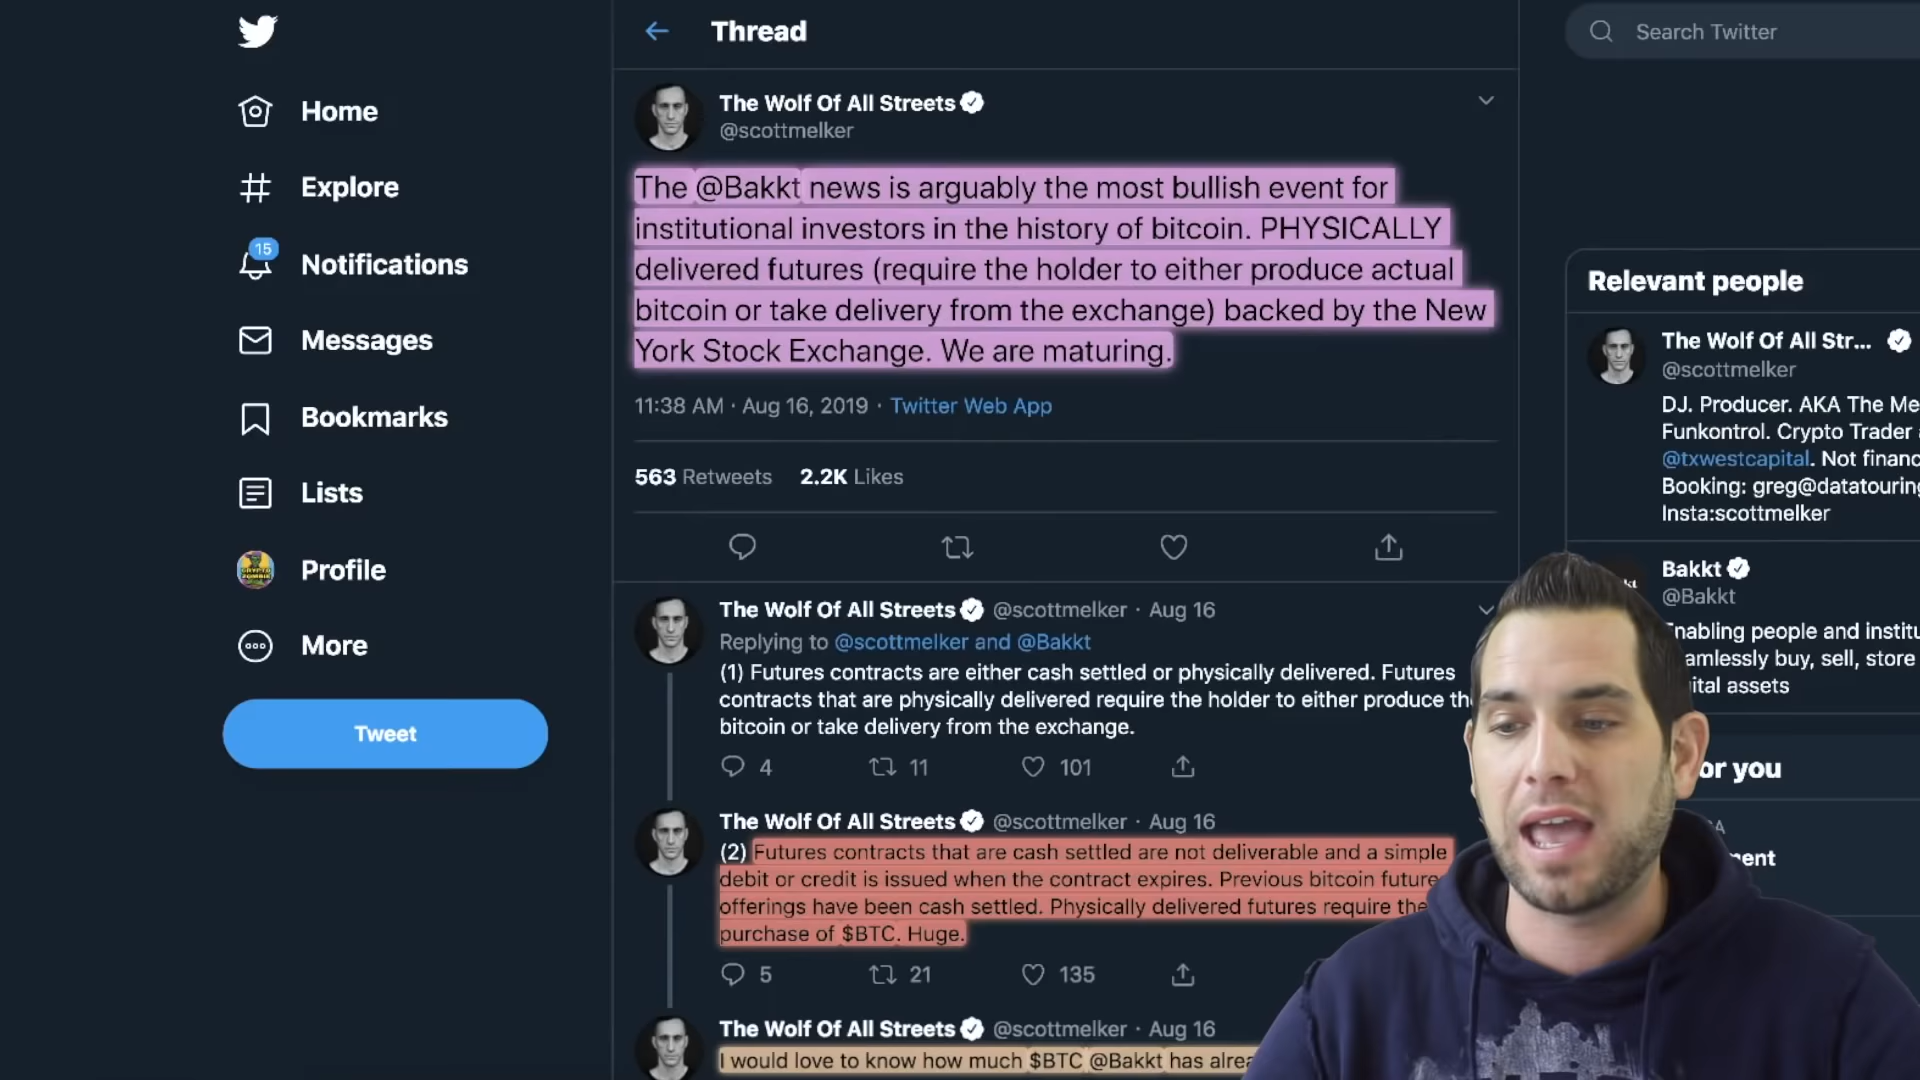 Thread
Search Twitter
Home
Explore
15
Notifications
Messages
Bookmarks
Lists
Profile
More
Tweet
The Wolf Of All Streets
@scottmelker
The @Bakkt news is arguably the most bullish event for
institutional investors in the history of bitcoin. PHYSICALLY
delivered futures (require the holder to either produce actual
bitcoin or take delivery from the exchange) backed by the New
York Stock Exchange. We are maturing.
11:38 AM · Aug 16, 2019 · Twitter Web App
563 Retweets 2.2K Likes
The Wolf Of All Streets @scottmelker · Aug 16
Replying to @scottmelker and @Bakkt
(1) Futures contracts are either cash settled or physically delivered. Futures
contracts that are physically delivered require the holder to either produce th
bitcoin or take delivery from the exchange.
4 11 101
The Wolf Of All Streets @scottmelker · Aug 16
(2) Futures contracts that are cash settled are not deliverable and a simple
debit or credit is issued when the contract expires. Previous bitcoin future
offerings have been cash settled. Physically delivered futures require the
purchase of $BTC. Huge.
5 21 135
The Wolf Of All Streets @scottmelker · Aug 16
I would love to know how much $BTC @Bakkt has alrea
Relevant people
The Wolf Of All Str...
@scottmelker
DJ. Producer. AKA The Me
Funkontrol. Crypto Trader
@txwestcapital. Not financ
Booking: greg@datatouring
Insta:scottmelker
Bakkt
@Bakkt
nabling people and institu
amlessly buy, sell, store
ital assets
or you